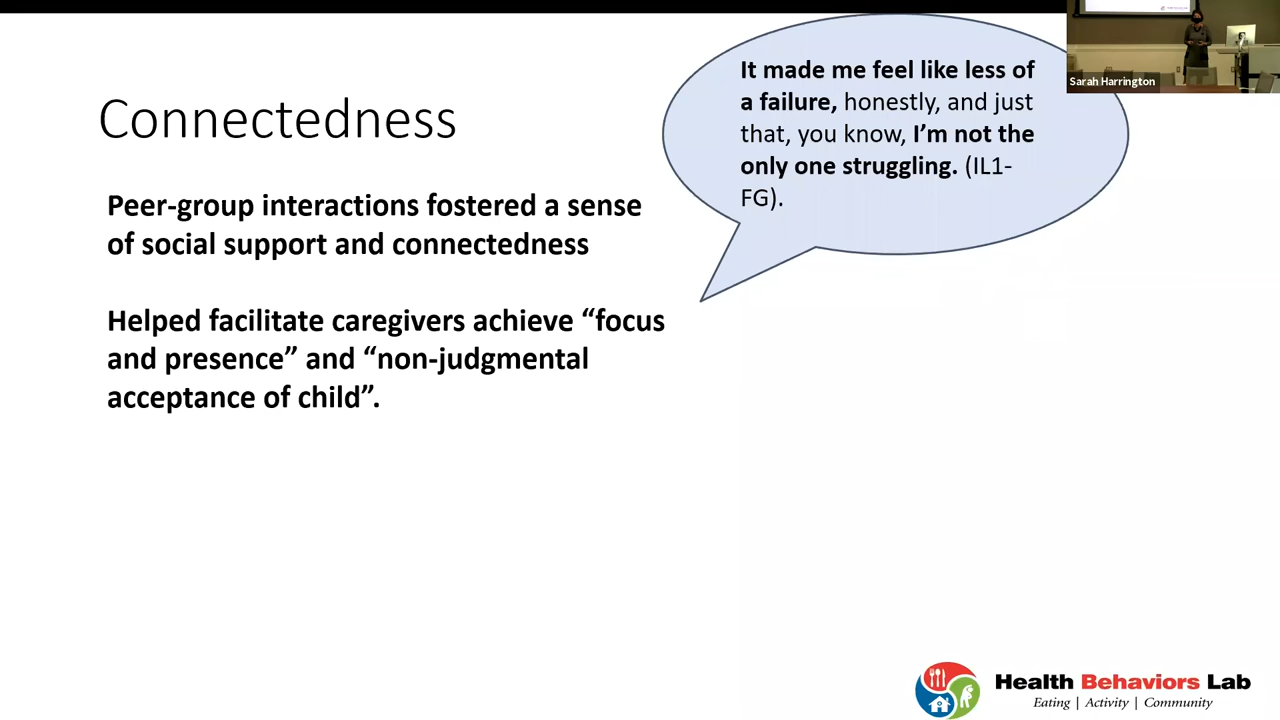 Connectedness
Peer-group interactions fostered a sense
of social support and connectedness
Helped facilitate caregivers achieve “focus
and presence” and “non-judgmental
acceptance of child”.
It made me feel like less of
a failure, honestly, and just
that, you know, I’m not the
only one struggling. (IL1-
FG).
Sarah Harrington
Health Behaviors Lab
Eating | Activity | Community